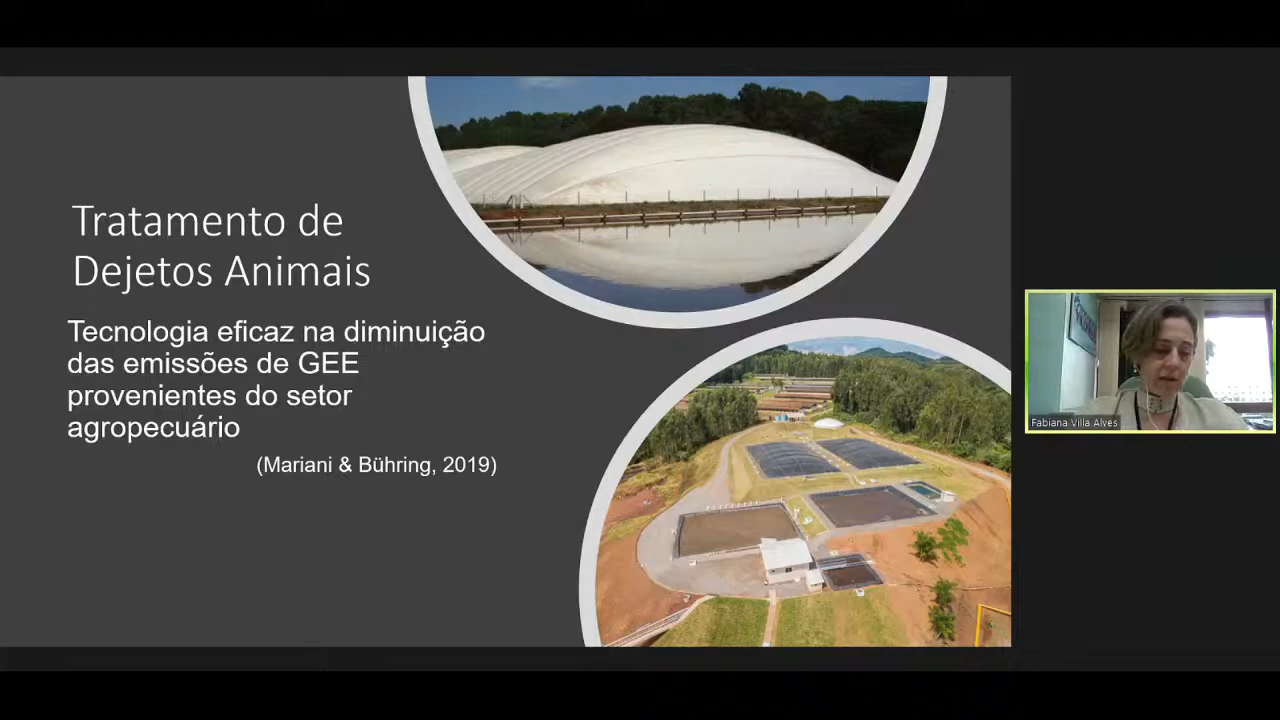 Tratamento de
Dejetos Animais
Tecnologia eficaz na diminuição
das emissões de GEE
provenientes do setor
agropecuário
(Mariani & Bühring, 2019)
Fabiana Villa Alves